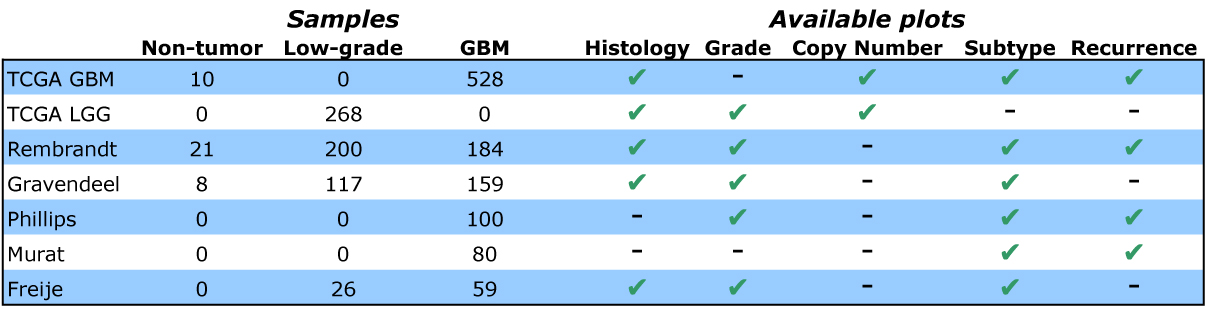 Samples Available plots
Non-tumor Low-grade GBM Histology Grade Copy Number Subtype Recurrence
TCGA GBM 10 0 528 ✔ – ✔ ✔ ✔
TCGA LGG 0 268 0 ✔ ✔ ✔ – –
Rembrandt 21 200 184 ✔ ✔ – ✔ ✔
Gravendeel 8 117 159 ✔ ✔ – ✔ –
Phillips 0 0 100 – ✔ – ✔ ✔
Murat 0 0 80 – – – ✔ ✔
Freije 0 26 59 ✔ ✔ – ✔ –